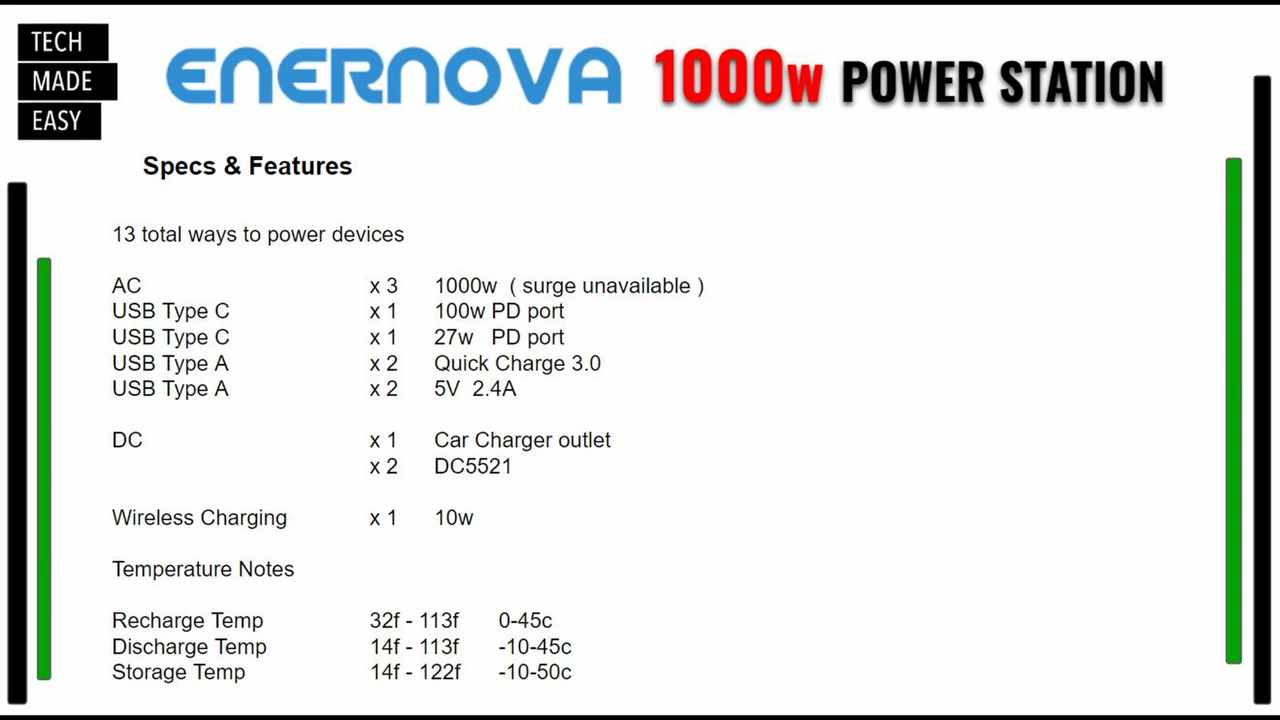 TECH
MADE
EASY
ENERNOVA 1000w POWER STATION
Specs & Features
13 total ways to power devices
AC x 3 1000w ( surge unavailable )
USB Type C x 1 100w PD port
USB Type C x 1 27w PD port
USB Type A x 2 Quick Charge 3.0
USB Type A x 2 5V 2.4A
DC x 1 Car Charger outlet
x 2 DC5521
Wireless Charging x 1 10w
Temperature Notes
Recharge Temp 32f - 113f 0-45c
Discharge Temp 14f - 113f -10-45c
Storage Temp 14f - 122f -10-50c